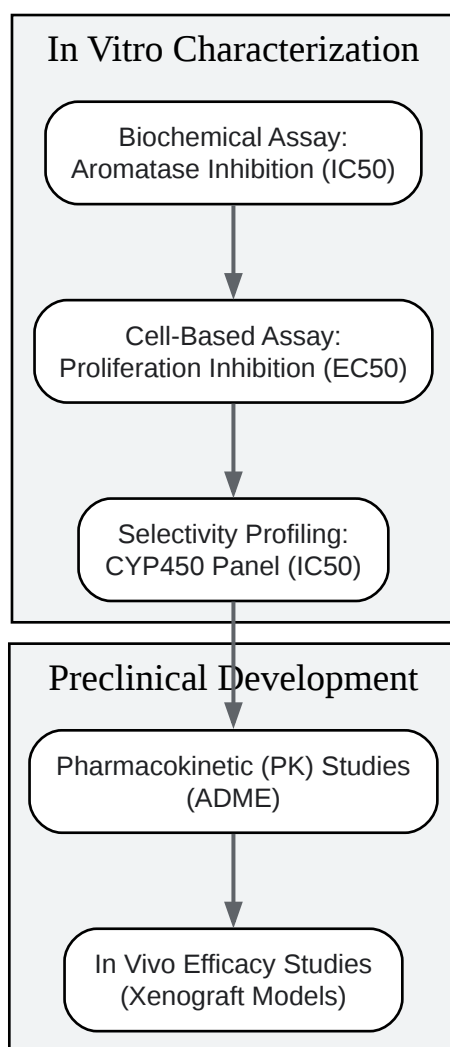 In Vitro Characterization
Biochemical Assay:
Aromatase Inhibition (IC50)
Cell-Based Assay:
Proliferation Inhibition (EC50)
Selectivity Profiling:
CYP450 Panel (IC50)
Preclinical Development
Pharmacokinetic (PK) Studies
(ADME)
In Vivo Efficacy Studies
(Xenograft Models)